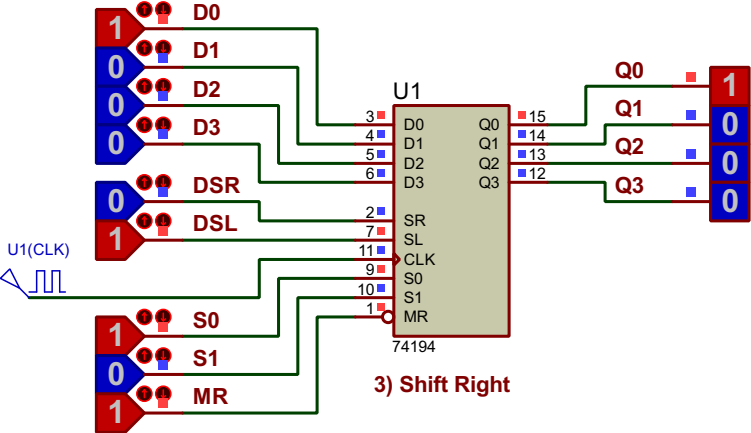 1 D0
0 D1
0 D2
0 D3
0 DSR
1 DSL
U1(CLK)
1 S0
0 S1
1 MR
U1
3 D0 Q0 15
4 D1 Q1 14
5 D2 Q2 13
6 D3 Q3 12
2 SR
7 SL
11 CLK
9 S0
10 S1
1 MR
74194
3) Shift Right
Q0 1
Q1 0
Q2 0
Q3 0